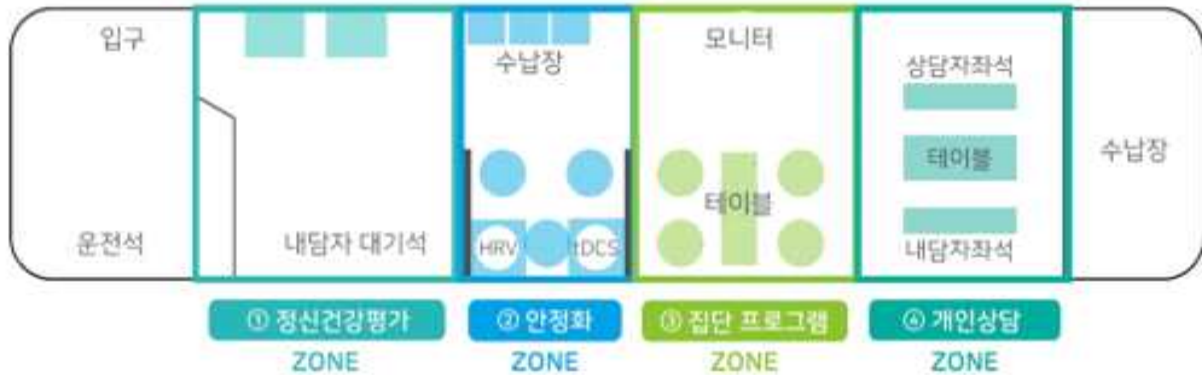 입구
운전석
내담자 대기석
수납장
HRV
tDCS
모니터
테이블
상담자좌석
테이블
내담자좌석
수납장
① 정신건강평가
ZONE
② 안정화
ZONE
③ 집단 프로그램
ZONE
④ 개인상담
ZONE